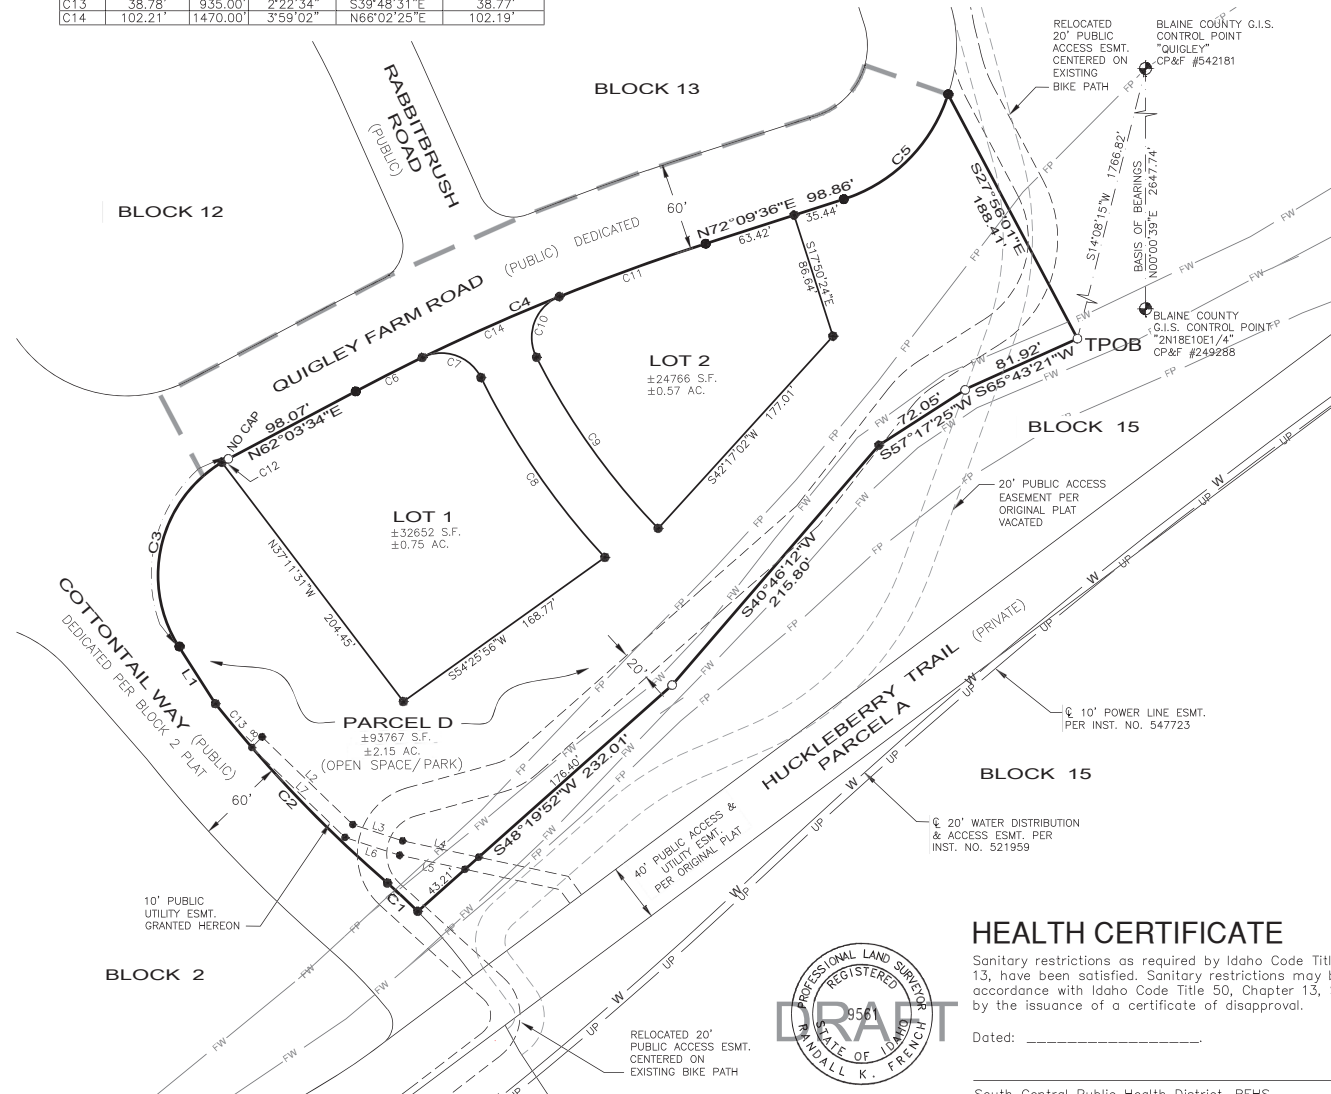 C13 38.78' 935.00' 2°22'34" S39°48'31"E 38.77'
C14 102.21' 1470.00' 3°59'02" N66°02'25"E 102.19'
RELOCATED
20' PUBLIC
ACCESS ESMT.
CENTERED ON
EXISTING
BIKE PATH
BLAINE COUNTY G.I.S.
CONTROL POINT
"QUIGLEY"
CP&F #542181
BLOCK 13
RABBITBRUSH
ROAD
(PUBLIC)
BLOCK 12
C5
S27°56'01"E
188.41'
S14°08'15"W 1766.82'
BASIS OF BEARINGS
N00°00'39"E 2647.74'
60'
N72°09'36"E 98.86'
63.42'
35.44'
S17°50'24"E
86.64'
QUIGLEY FARM ROAD (PUBLIC) DEDICATED
C4
C11
C14
C10
C6
C7
BLAINE COUNTY
G.I.S. CONTROL POINT
"2N18E10E1/4"
CP&F #249288
TPOB
81.92'
S65°43'21"W
72.05'
S57°17'25"W
LOT 2
±24766 S.F.
±0.57 AC.
177.01'
S42°17'02"W
C9
C8
NO CAP
98.07'
N62°03'34"E
C12
BLOCK 15
20' PUBLIC ACCESS
EASEMENT PER
ORIGINAL PLAT
VACATED
LOT 1
±32652 S.F.
±0.75 AC.
C3
N37°11'31"W
204.45'
168.77'
S54°25'56"W
S40°46'12"W
215.80'
COTTONTAIL WAY (PUBLIC)
DEDICATED PER BLOCK 2 PLAT
L1
20'
HUCKLEBERRY TRAIL (PRIVATE)
PARCEL A
PARCEL D
±93767 S.F.
±2.15 AC.
(OPEN SPACE/PARK)
℄ 10' POWER LINE ESMT.
PER INST. NO. 547723
BLOCK 15
C13
L8
L2
L7
C2
60'
L3
L4
L6
L5
176.40'
S48°19'52"W 232.01'
43.21'
C1
40' PUBLIC ACCESS &
UTILITY ESMT.
PER ORIGINAL PLAT
℄ 20' WATER DISTRIBUTION
& ACCESS ESMT. PER
INST. NO. 521959
10' PUBLIC
UTILITY ESMT.
GRANTED HEREON
BLOCK 2
RELOCATED 20'
PUBLIC ACCESS ESMT.
CENTERED ON
EXISTING BIKE PATH
PROFESSIONAL LAND SURVEYOR
REGISTERED
9561
STATE OF IDAHO
RANDALL K. FRENCH
DRAFT
HEALTH CERTIFICATE
Sanitary restrictions as required by Idaho Code Titl
13, have been satisfied. Sanitary restrictions may b
accordance with Idaho Code Title 50, Chapter 13,
by the issuance of a certificate of disapproval.
Dated: _________________.
South Central Public Health District, REHS